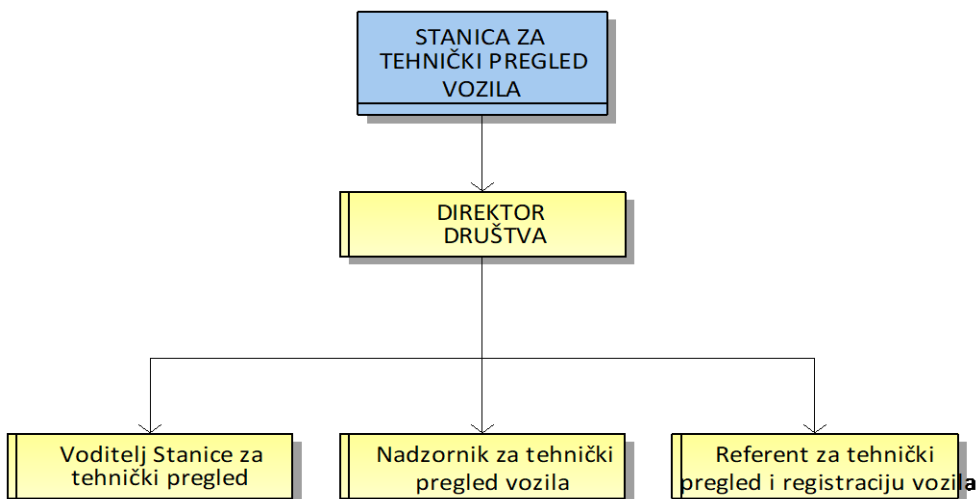 STANICA ZA
TEHNIČKI PREGLED
VOZILA
DIREKTOR
DRUŠTVA
Voditelj Stanice za
tehnički pregled
Nadzornik za tehnički
pregled vozila
Referent za tehnički
pregled i registraciju vozila